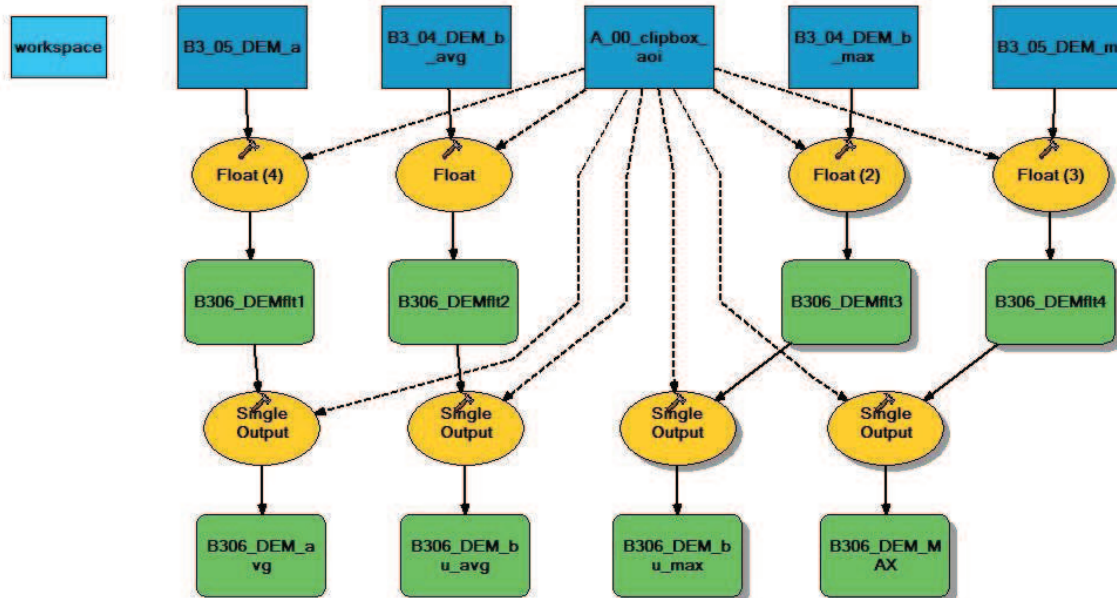 workspace
B3_05_DEM_a
B3_04_DEM_b
_avg
A_00_clipbox_
aoi
B3_04_DEM_b
_max
B3_05_DEM_m
Float (4)
Float
Float (2)
Float (3)
B306_DEMflt1
B306_DEMflt2
B306_DEMflt3
B306_DEMflt4
Single
Output
Single
Output
Single
Output
Single
Output
B306_DEM_a
vg
B306_DEM_b
u_avg
B306_DEM_b
u_max
B306_DEM_M
AX